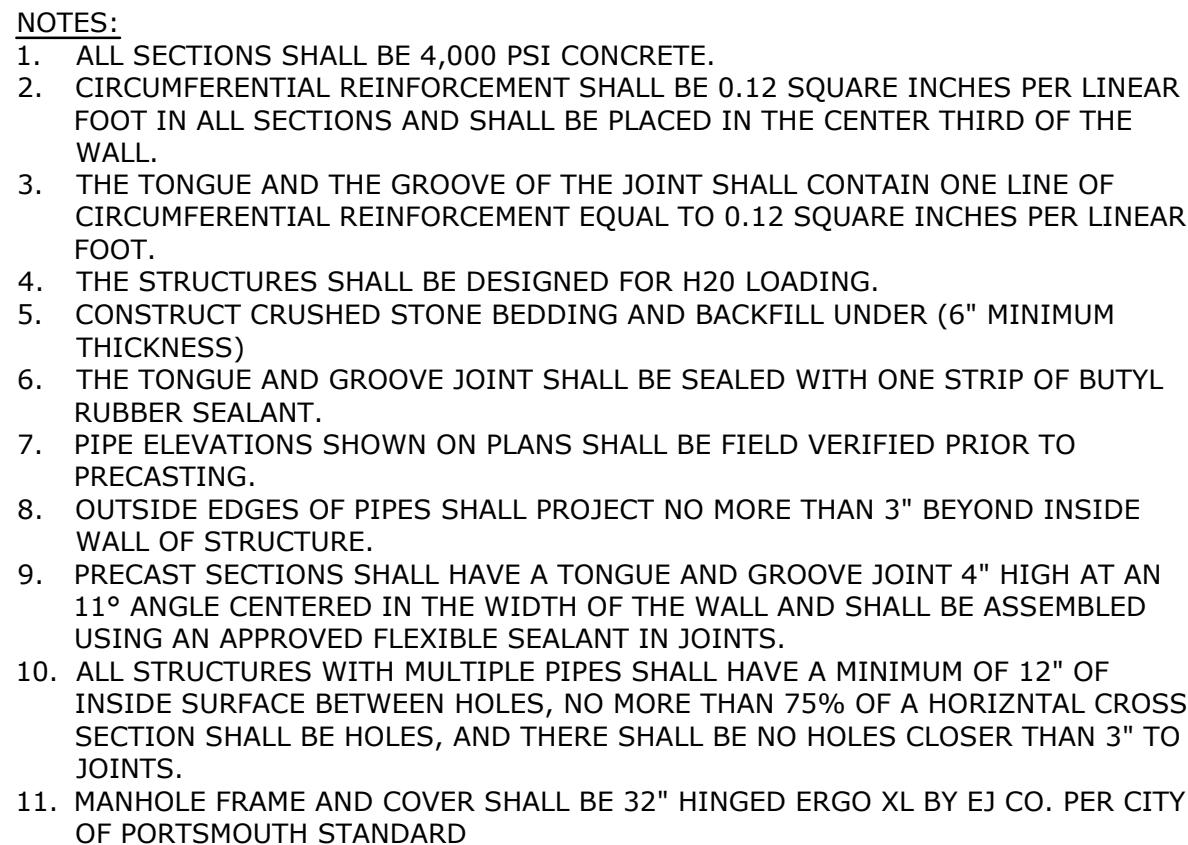 NOTES:
1. ALL SECTIONS SHALL BE 4,000 PSI CONCRETE.
2. CIRCUMFERENTIAL REINFORCEMENT SHALL BE 0.12 SQUARE INCHES PER LINEAR
FOOT IN ALL SECTIONS AND SHALL BE PLACED IN THE CENTER THIRD OF THE
WALL.
3. THE TONGUE AND THE GROOVE OF THE JOINT SHALL CONTAIN ONE LINE OF
CIRCUMFERENTIAL REINFORCEMENT EQUAL TO 0.12 SQUARE INCHES PER LINEAR
FOOT.
4. THE STRUCTURES SHALL BE DESIGNED FOR H20 LOADING.
5. CONSTRUCT CRUSHED STONE BEDDING AND BACKFILL UNDER (6" MINIMUM
THICKNESS)
6. THE TONGUE AND GROOVE JOINT SHALL BE SEALED WITH ONE STRIP OF BUTYL
RUBBER SEALANT.
7. PIPE ELEVATIONS SHOWN ON PLANS SHALL BE FIELD VERIFIED PRIOR TO
PRECASTING.
8. OUTSIDE EDGES OF PIPES SHALL PROJECT NO MORE THAN 3" BEYOND INSIDE
WALL OF STRUCTURE.
9. PRECAST SECTIONS SHALL HAVE A TONGUE AND GROOVE JOINT 4" HIGH AT AN
11° ANGLE CENTERED IN THE WIDTH OF THE WALL AND SHALL BE ASSEMBLED
USING AN APPROVED FLEXIBLE SEALANT IN JOINTS.
10. ALL STRUCTURES WITH MULTIPLE PIPES SHALL HAVE A MINIMUM OF 12" OF
INSIDE SURFACE BETWEEN HOLES, NO MORE THAN 75% OF A HORIZNTAL CROSS
SECTION SHALL BE HOLES, AND THERE SHALL BE NO HOLES CLOSER THAN 3" TO
JOINTS.
11. MANHOLE FRAME AND COVER SHALL BE 32" HINGED ERGO XL BY EJ CO. PER CITY
OF PORTSMOUTH STANDARD